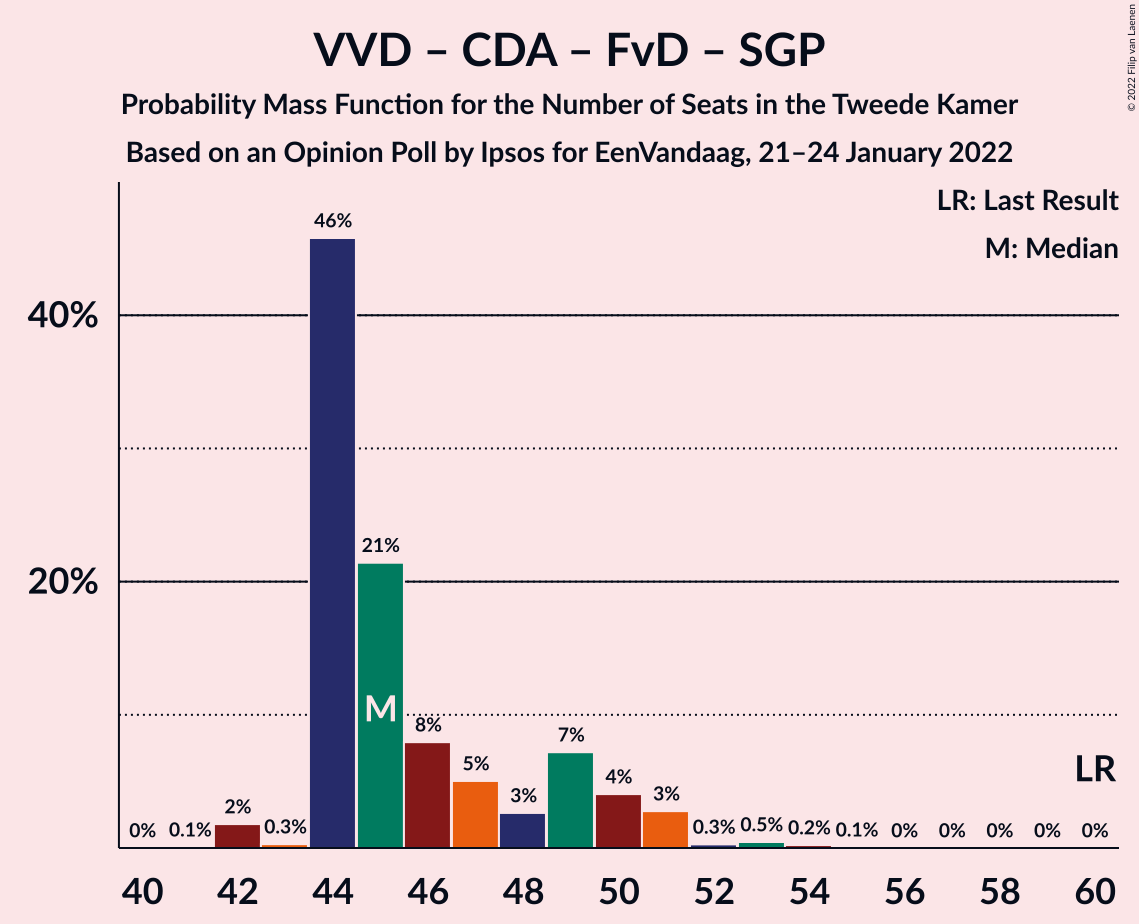 VVD – CDA – FvD – SGP
Probability Mass Function for the Number of Seats in the Tweede Kamer
Based on an Opinion Poll by Ipsos for EenVandaag, 21–24 January 2022
© 2022 Filip van Laenen
LR: Last Result
M: Median
46%
40%
21%
20%
M
8%
7%
5%
4%
3%
3%
2%
LR
0% 0.1% 0.3% 0.3% 0.5% 0.2% 0.1% 0% 0% 0% 0% 0%
40 42 44 46 48 50 52 54 56 58 60